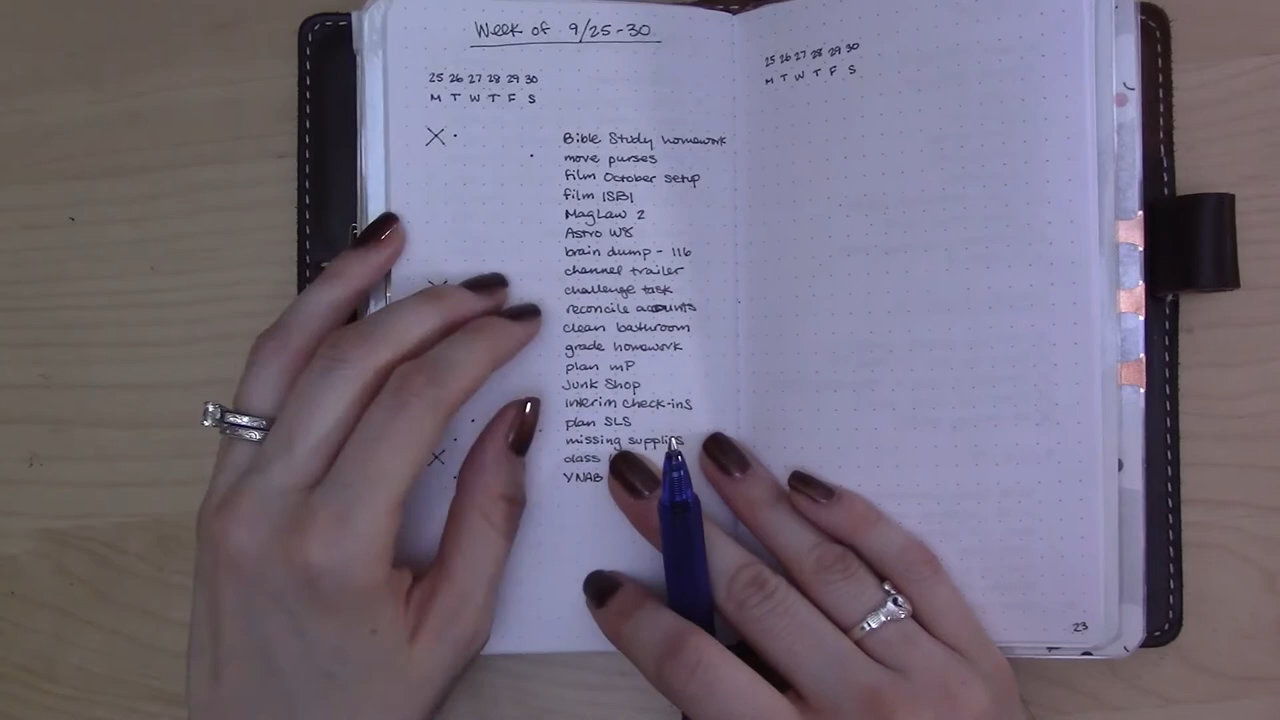 Week of 9/25-30
25 26 27 28 29 30
M T W T F S
Bible Study homework
move purses
film October setup
film ISB1
MagLaw 2
Astro W8
brain dump - 116
channel trailer
challenge task
reconcile accounts
clean bathroom
grade homework
plan MP
Junk Shop
interim check-ins
plan SLS
missing supplies
class
YNAB
25 26 27 28 29 30
M T W T F S
23